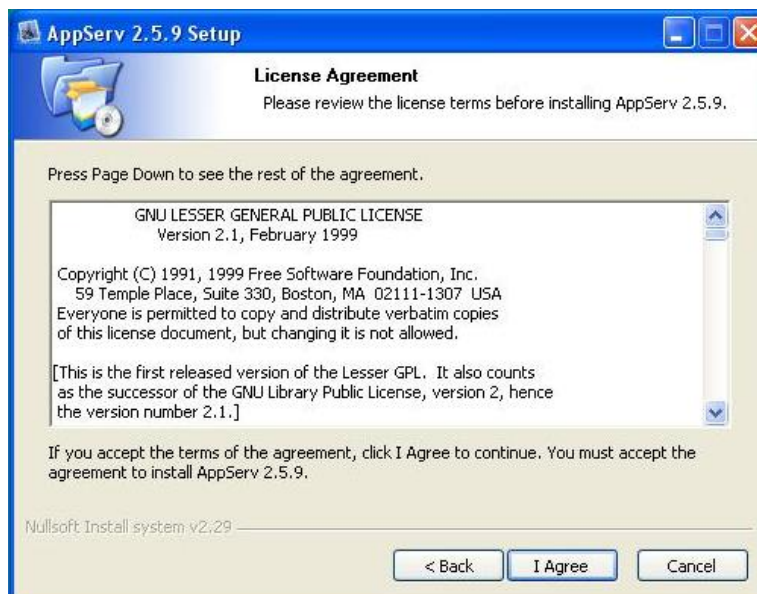 AppServ 2.5.9 Setup
License Agreement
Please review the license terms before installing AppServ 2.5.9.
Press Page Down to see the rest of the agreement.
GNU LESSER GENERAL PUBLIC LICENSE
Version 2.1, February 1999
Copyright (C) 1991, 1999 Free Software Foundation, Inc.
59 Temple Place, Suite 330, Boston, MA 02111-1307 USA
Everyone is permitted to copy and distribute verbatim copies
of this license document, but changing it is not allowed.
[This is the first released version of the Lesser GPL. It also counts
as the successor of the GNU Library Public License, version 2, hence
the version number 2.1.]
If you accept the terms of the agreement, click I Agree to continue. You must accept the
agreement to install AppServ 2.5.9.
Nullsoft Install system v2.29
< Back
I Agree
Cancel